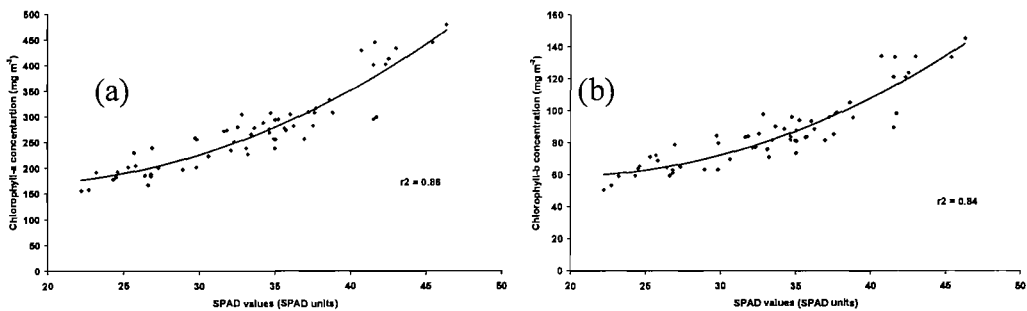 500
450
400
350
300
250
200
150
100
50
0
Chlorophyll-a concentartion (mg m⁻²)
(a)
r2 = 0.86
20 25 30 35 40 45 50
SPAD values (SPAD units)
160
140
120
100
80
60
40
20
0
Chlorophyll-b concentration (mg m⁻²)
(b)
r2 = 0.84
20 25 30 35 40 45 50
SPAD values (SPAD units)